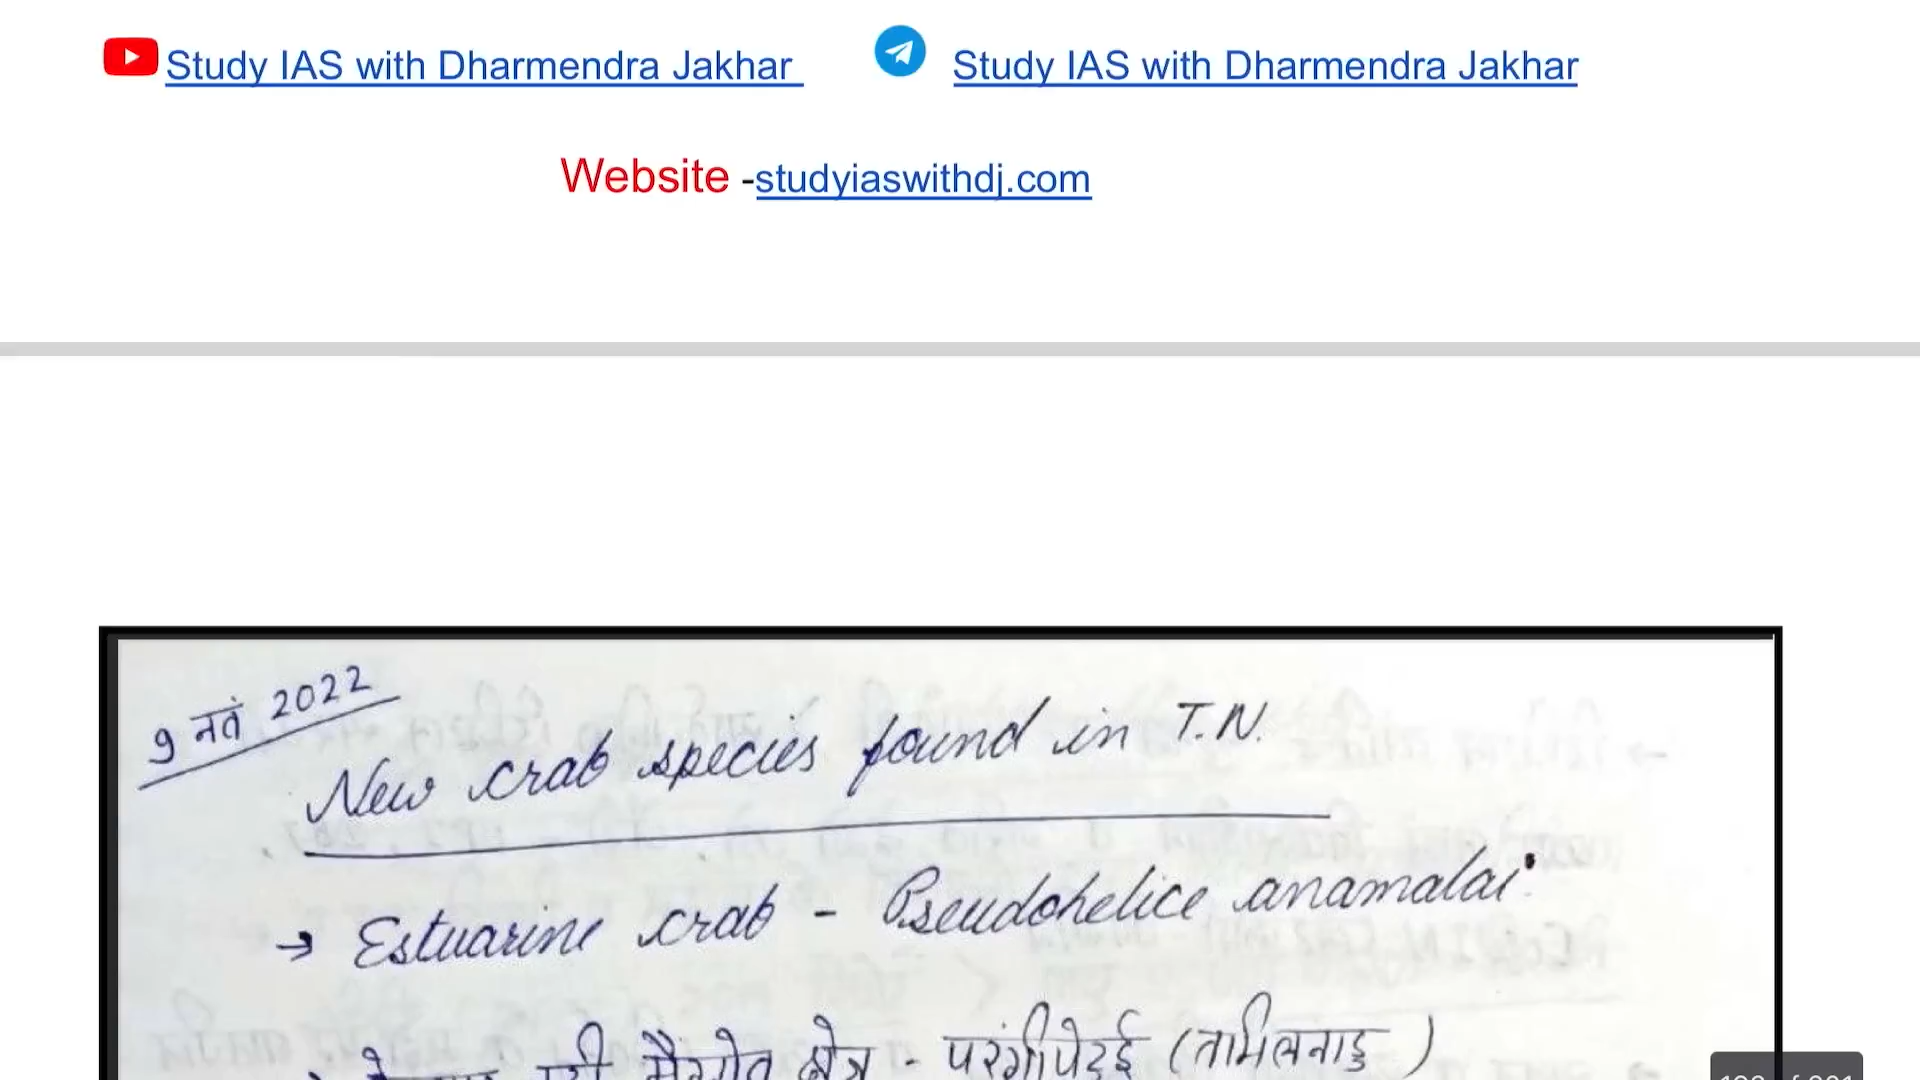 Study IAS with Dharmendra Jakhar
Study IAS with Dharmendra Jakhar
Website -studyiaswithdj.com
9 नवं 2022
New crab species found in T.N.
→ Estuarine crab - Pseudohelice anamalai
मैंग्रोव क्षेत्र - परंगीपेटई (तामिलनाडु)